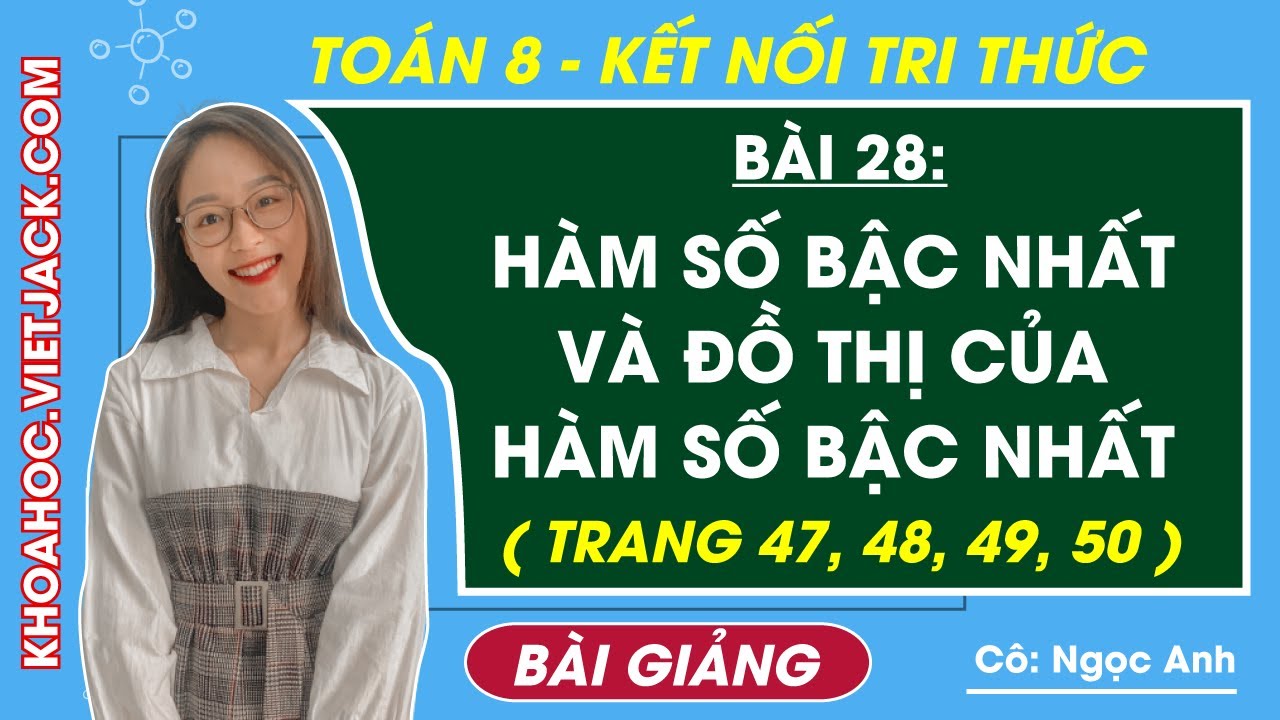 KHOAHOC.VIETJACK.COM
TOÁN 8 - KẾT NỐI TRI THỨC
BÀI 28:
HÀM SỐ BẬC NHẤT
VÀ ĐỒ THỊ CỦA
HÀM SỐ BẬC NHẤT
( TRANG 47, 48, 49, 50 )
BÀI GIẢNG
Cô: Ngọc Anh